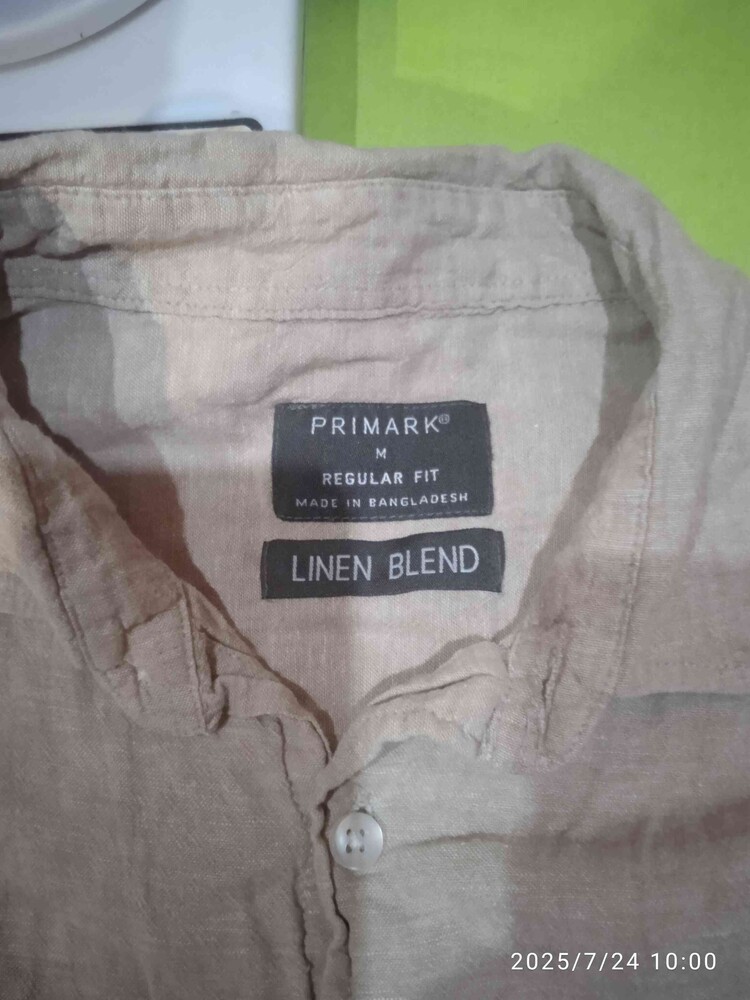 PRIMARK®
M
REGULAR FIT
MADE IN BANGLADESH
LINEN BLEND
2025/7/24 10:00